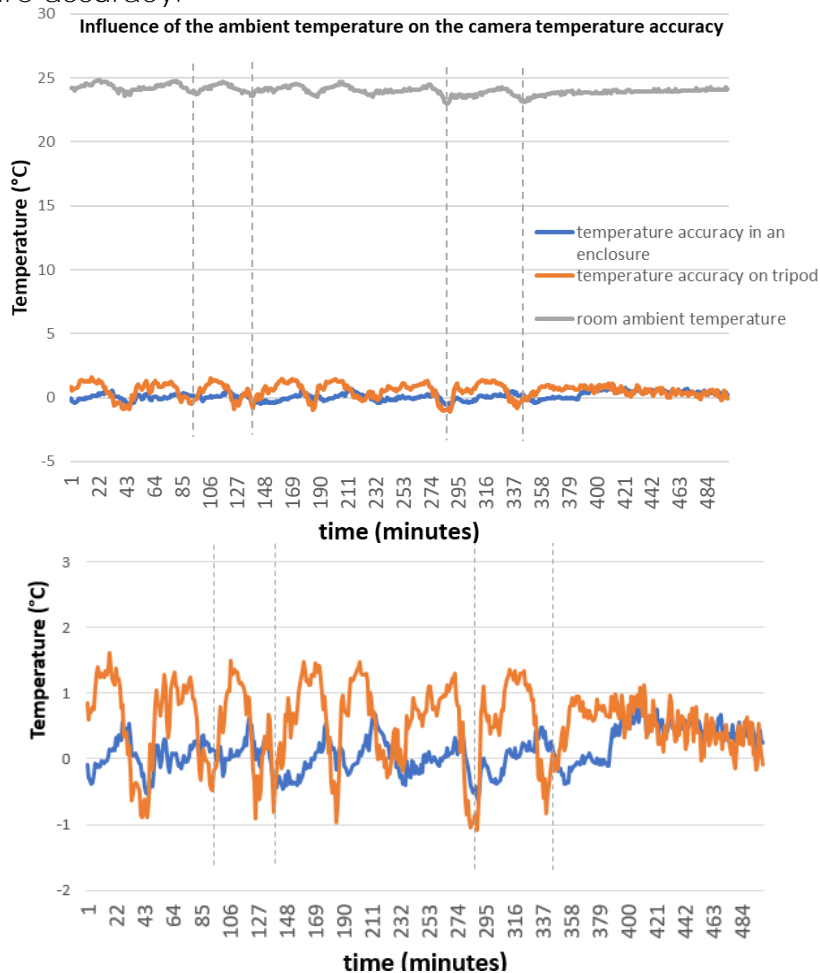 accuracy.
Influence of the ambient temperature on the camera temperature accuracy
30
25
20
15
10
5
0
-5
Temperature (°C)
temperature accuracy in an
enclosure
temperature accuracy on tripod
room ambient temperature
1 22 43 64 85 106 127 148 169 190 211 232 253 274 295 316 337 358 379 400 421 442 463 484
time (minutes)
3
2
1
0
-1
-2
Temperature (°C)
1 22 43 64 85 106 127 148 169 190 211 232 253 274 295 316 337 358 379 400 421 442 463 484
time (minutes)